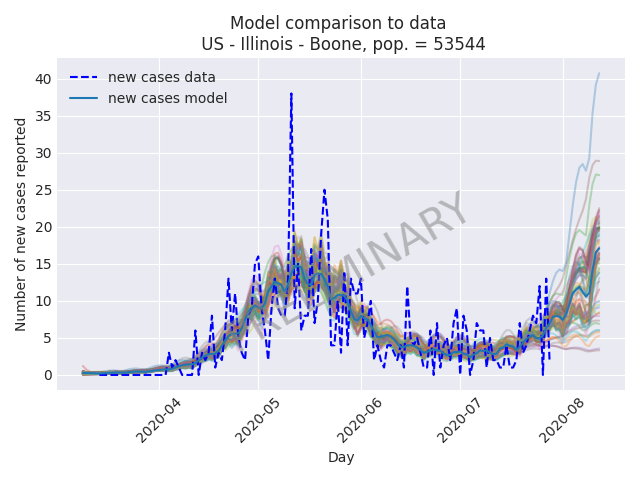 Model comparison to data
US - Illinois - Boone, pop. = 53544
new cases data
new cases model
PRELIMINARY
Number of new cases reported
40
35
30
25
20
15
10
5
0
2020-04
2020-05
2020-06
2020-07
2020-08
Day